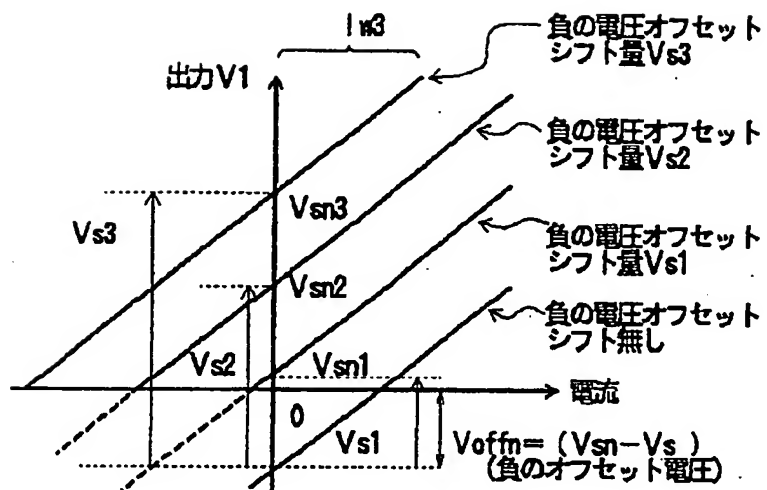 In3
負の電圧オフセット
シフト量Vs3
出力V1
負の電圧オフセット
シフト量Vs2
Vs3
Vsn3
負の電圧オフセット
シフト量Vs1
Vsn2
負の電圧オフセット
シフト無し
Vs2
Vsn1
電流
0
Vs1
Voffn=(Vsn-Vs )
(負のオフセット電圧)